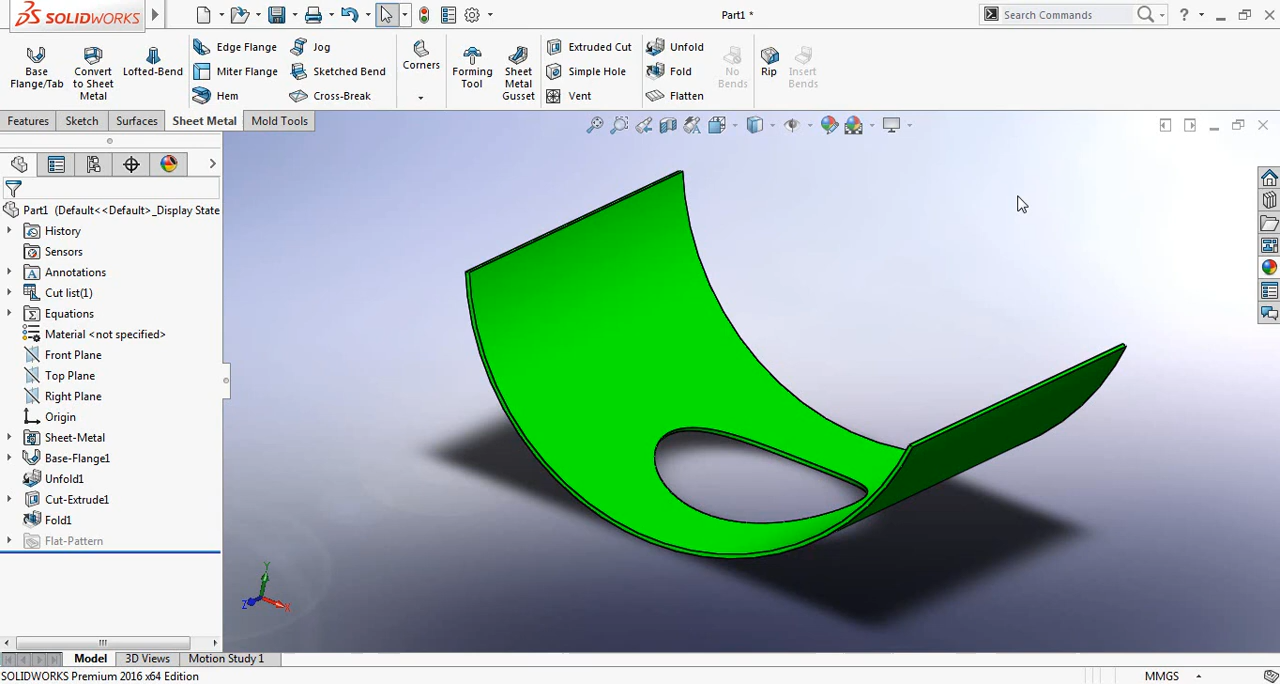 SOLIDWORKS
Part1 *
Search Commands
?
Base Flange/Tab
Convert to Sheet Metal
Lofted-Bend
Edge Flange
Miter Flange
Hem
Jog
Sketched Bend
Cross-Break
Corners
Forming Tool
Sheet Metal Gusset
Extruded Cut
Simple Hole
Vent
Unfold
Fold
Flatten
No Bends
Rip
Insert Bends
Features
Sketch
Surfaces
Sheet Metal
Mold Tools
Part1 (Default<<Default>_Display State
History
Sensors
A Annotations
Cut list(1)
Equations
Material <not specified>
Front Plane
Top Plane
Right Plane
Origin
Sheet-Metal
Base-Flange1
Unfold1
Cut-Extrude1
Fold1
Flat-Pattern
Y
Z
X
Model
3D Views
Motion Study 1
SOLIDWORKS Premium 2016 x64 Edition
MMGS